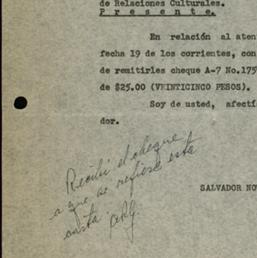 de Relaciones Culturales.
P r e s e n t e.
En relación al aten
fecha 19 de los corrientes, con
de remitirles cheque A-7 No.175
de $25.00 (VEINTICINCO PESOS).
Soy de usted, afectí
dor.
Recibí el cheque
a que se refiere esta
carta
SALVADOR NO